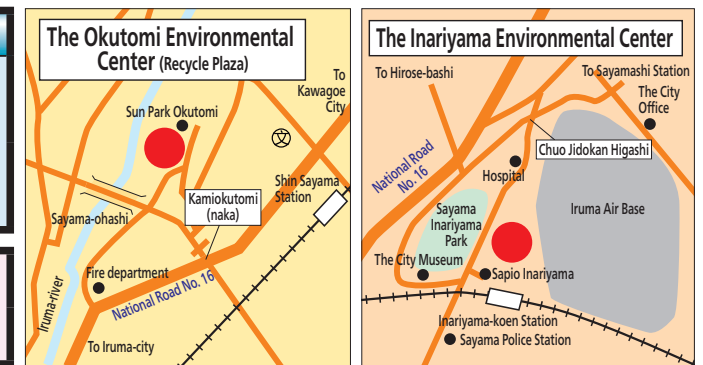 The Okutomi Environmental
Center (Recycle Plaza)
To
Kawagoe
City
Sun Park Okutomi
文
Shin Sayama
Station
Kamiokutomi
(naka)
Sayama-ohashi
Fire department
Iruma-river
National Road No. 16
To Iruma-city
The Inariyama Environmental Center
To Hirose-bashi
To Sayamashi Station
The City
Office
Chuo Jidokan Higashi
National Road
No. 16
Hospital
Sayama
Inariyama
Park
Iruma Air Base
The City Museum
Sapio Inariyama
Inariyama-koen Station
Sayama Police Station